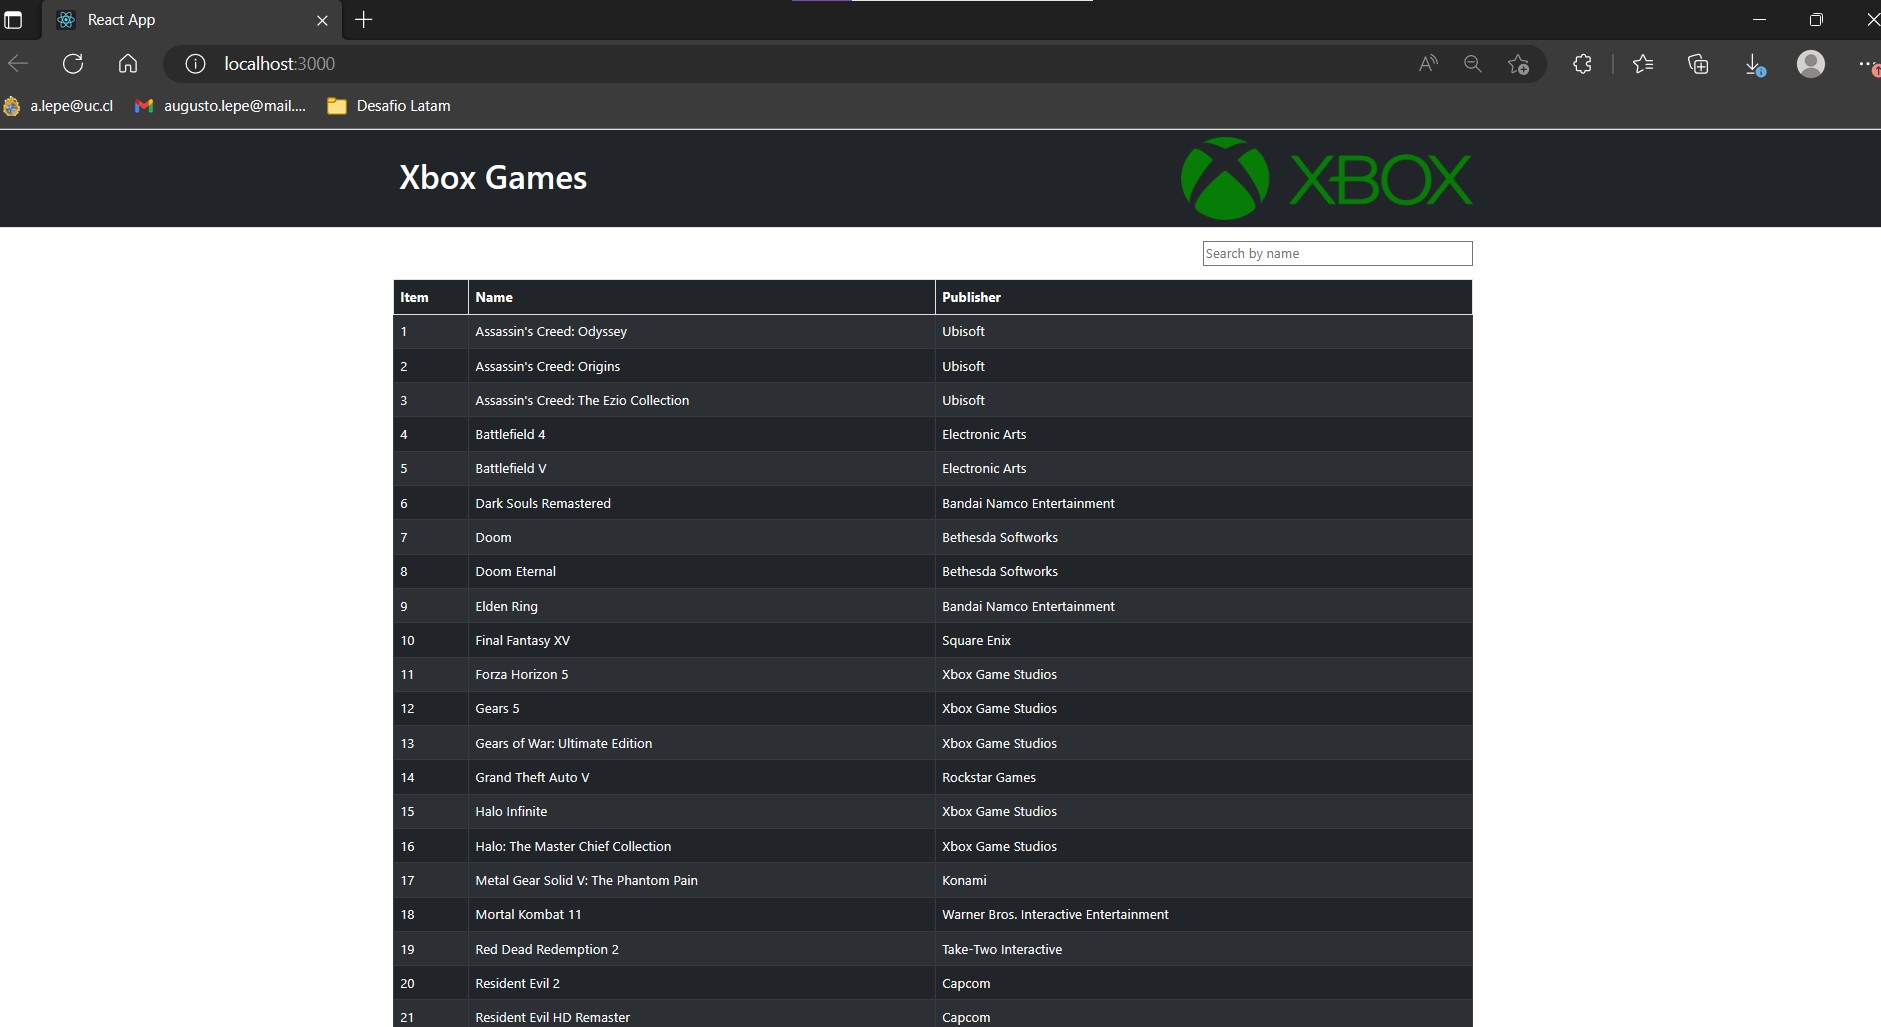 React App
localhost:3000
a.lepe@uc.cl augusto.lepe@mail.... Desafio Latam
Xbox Games XBOX
Search by name
Item Name Publisher
1 Assassin's Creed: Odyssey Ubisoft
2 Assassin's Creed: Origins Ubisoft
3 Assassin's Creed: The Ezio Collection Ubisoft
4 Battlefield 4 Electronic Arts
5 Battlefield V Electronic Arts
6 Dark Souls Remastered Bandai Namco Entertainment
7 Doom Bethesda Softworks
8 Doom Eternal Bethesda Softworks
9 Elden Ring Bandai Namco Entertainment
10 Final Fantasy XV Square Enix
11 Forza Horizon 5 Xbox Game Studios
12 Gears 5 Xbox Game Studios
13 Gears of War: Ultimate Edition Xbox Game Studios
14 Grand Theft Auto V Rockstar Games
15 Halo Infinite Xbox Game Studios
16 Halo: The Master Chief Collection Xbox Game Studios
17 Metal Gear Solid V: The Phantom Pain Konami
18 Mortal Kombat 11 Warner Bros. Interactive Entertainment
19 Red Dead Redemption 2 Take-Two Interactive
20 Resident Evil 2 Capcom
21 Resident Evil HD Remaster Capcom